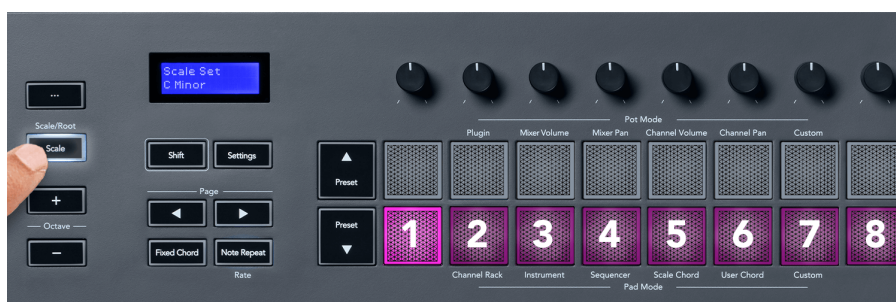 Scale Set
C Minor
...
Scale/Root
Scale
+
Octave
−
Shift
Settings
Page
◀ ▶
Fixed Chord
Note Repeat
Rate
▲
Preset
Preset
▼
Pot Mode
Plugin
Mixer Volume
Mixer Pan
Channel Volume
Channel Pan
Custom
1 2 3 4 5 6 7 8
Channel Rack
Instrument
Sequencer
Scale Chord
User Chord
Custom
Pad Mode